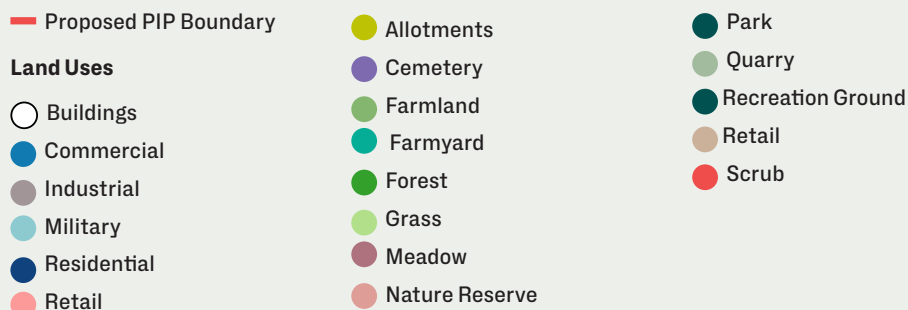 Proposed PIP Boundary
Land Uses
Buildings
Commercial
Industrial
Military
Residential
Retail
Allotments
Cemetery
Farmland
Farmyard
Forest
Grass
Meadow
Nature Reserve
Park
Quarry
Recreation Ground
Retail
Scrub